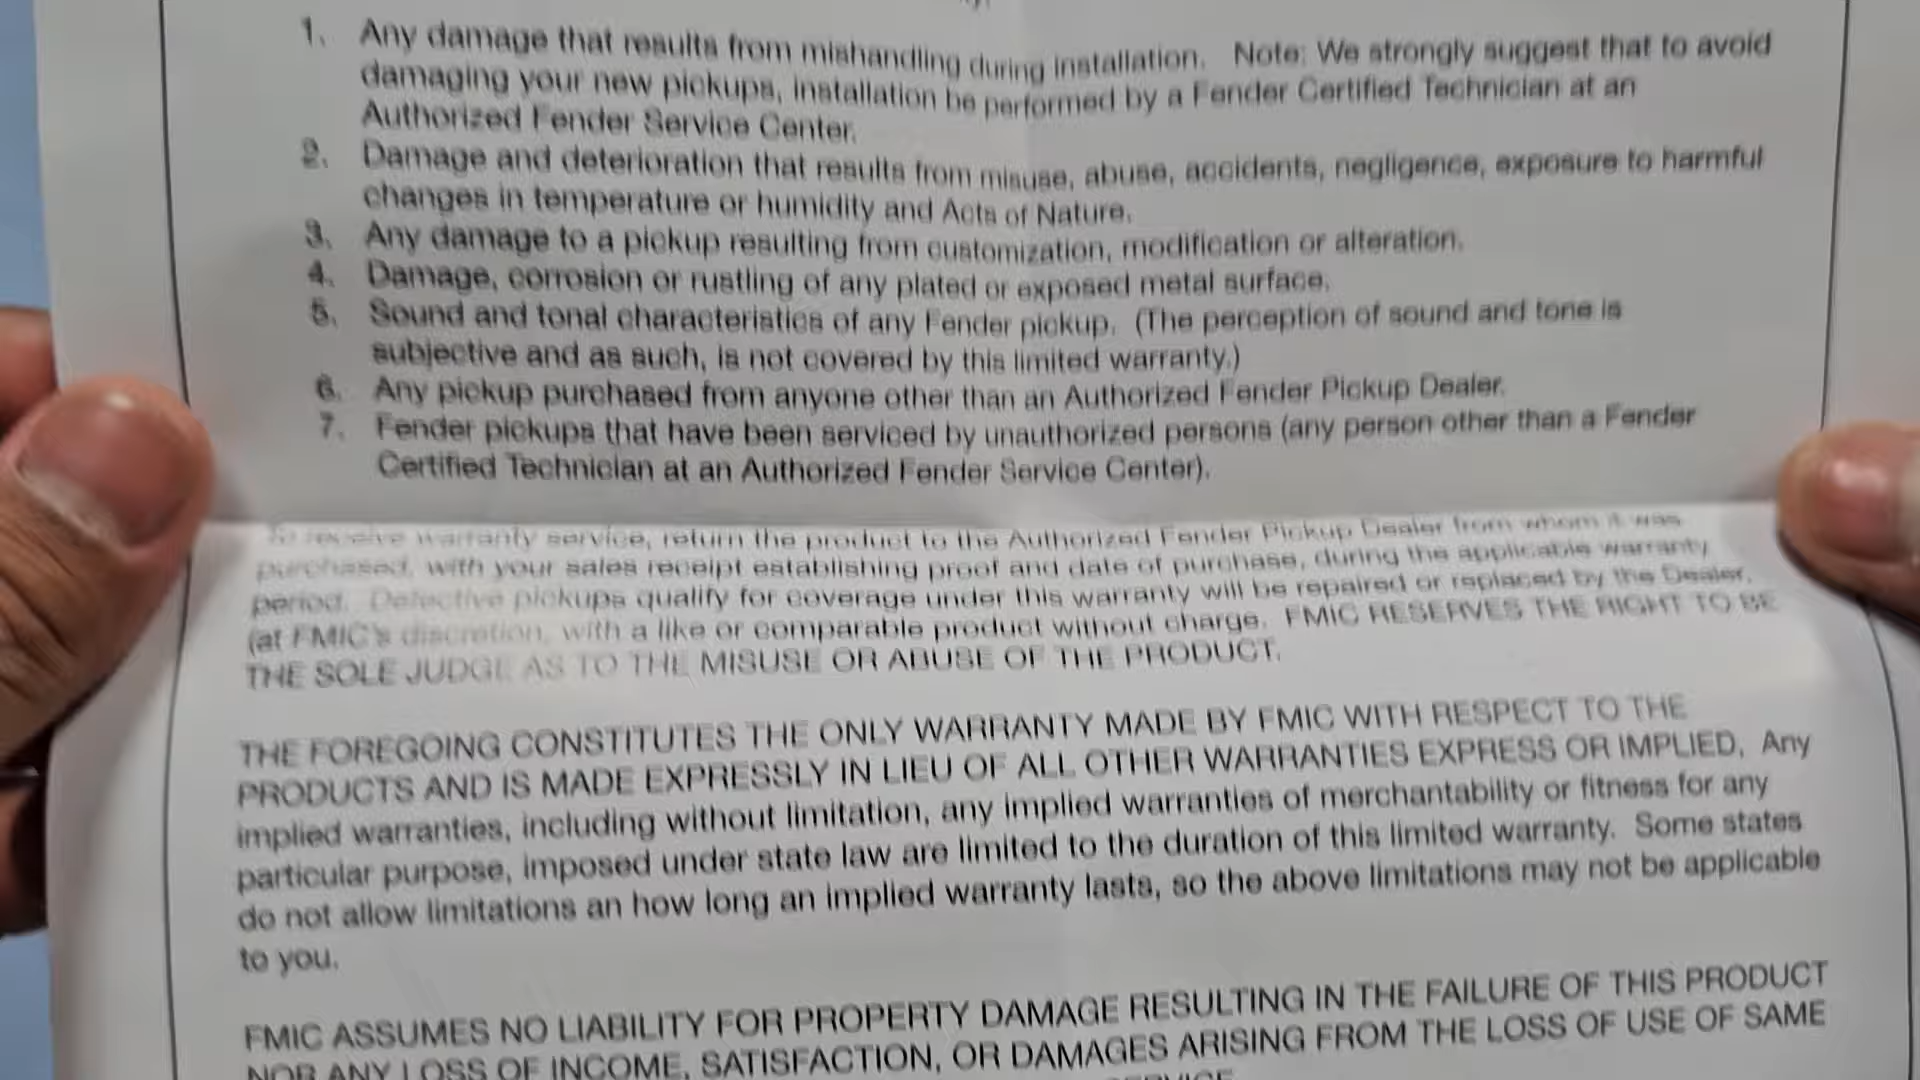 1. Any damage that results from mishandling during installation. Note: We strongly suggest that to avoid
damaging your new pickups, installation be performed by a Fender Certified Technician at an
Authorized Fender Service Center.
2. Damage and deterioration that results from misuse, abuse, accidents, negligence, exposure to harmful
changes in temperature or humidity and Acts of Nature.
3. Any damage to a pickup resulting from customization, modification or alteration.
4. Damage, corrosion or rustling of any plated or exposed metal surface.
5. Sound and tonal characteristics of any Fender pickup. (The perception of sound and tone is
subjective and as such, is not covered by this limited warranty.)
6. Any pickup purchased from anyone other than an Authorized Fender Pickup Dealer.
7. Fender pickups that have been serviced by unauthorized persons (any person other than a Fender
Certified Technician at an Authorized Fender Service Center).
To receive warranty service, return the product to the Authorized Fender Pickup Dealer from whom it was
purchased, with your sales receipt establishing proof and date of purchase, during the applicable warranty
period. Defective pickups qualify for coverage under this warranty will be repaired or replaced by the Dealer,
(at FMIC's discretion, with a like or comparable product without charge. FMIC RESERVES THE RIGHT TO BE
THE SOLE JUDGE AS TO THE MISUSE OR ABUSE OF THE PRODUCT.
THE FOREGOING CONSTITUTES THE ONLY WARRANTY MADE BY FMIC WITH RESPECT TO THE
PRODUCTS AND IS MADE EXPRESSLY IN LIEU OF ALL OTHER WARRANTIES EXPRESS OR IMPLIED, Any
implied warranties, including without limitation, any implied warranties of merchantability or fitness for any
particular purpose, imposed under state law are limited to the duration of this limited warranty. Some states
do not allow limitations an how long an implied warranty lasts, so the above limitations may not be applicable
to you.
FMIC ASSUMES NO LIABILITY FOR PROPERTY DAMAGE RESULTING IN THE FAILURE OF THIS PRODUCT
NOR ANY LOSS OF INCOME, SATISFACTION, OR DAMAGES ARISING FROM THE LOSS OF USE OF SAME